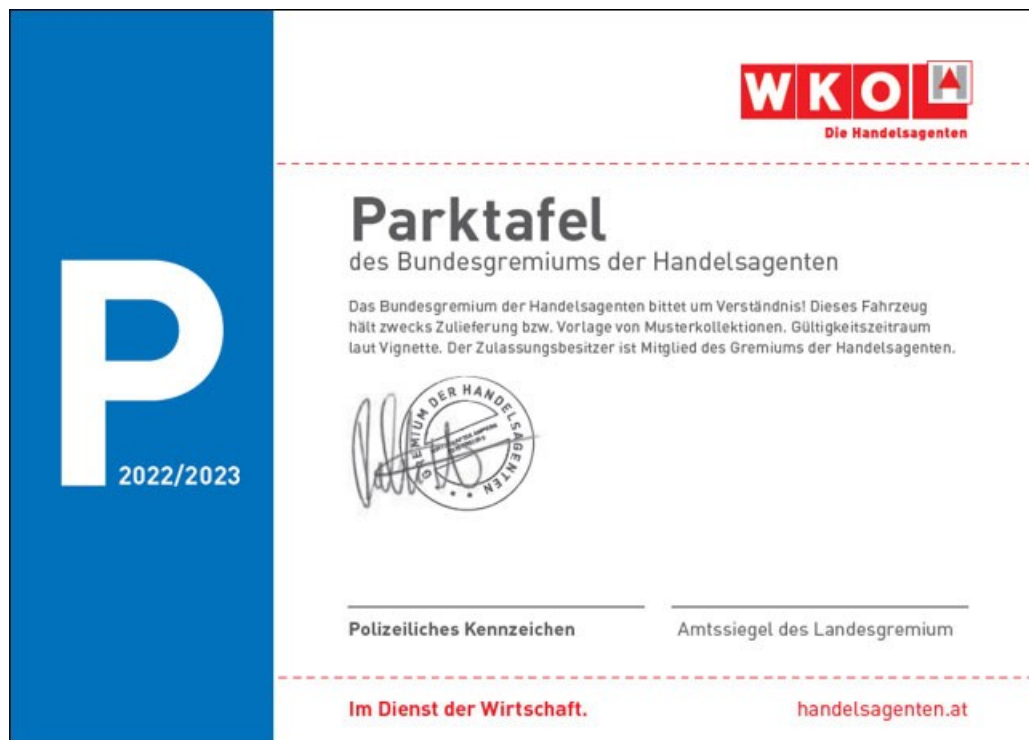 WKO H
Die Handelsagenten
Parktafel
des Bundesgremiums der Handelsagenten
Das Bundesgremium der Handelsagenten bittet um Verständnis! Dieses Fahrzeug
hält zwecks Zulieferung bzw. Vorlage von Musterkollektionen. Gültigkeitszeitraum
laut Vignette. Der Zulassungsbesitzer ist Mitglied des Gremiums der Handelsagenten.
P
2022/2023
GREMIUM DER HANDELSAGENTEN
Polizeiliches Kennzeichen
Amtssiegel des Landesgremium
Im Dienst der Wirtschaft.
handelsagenten.at